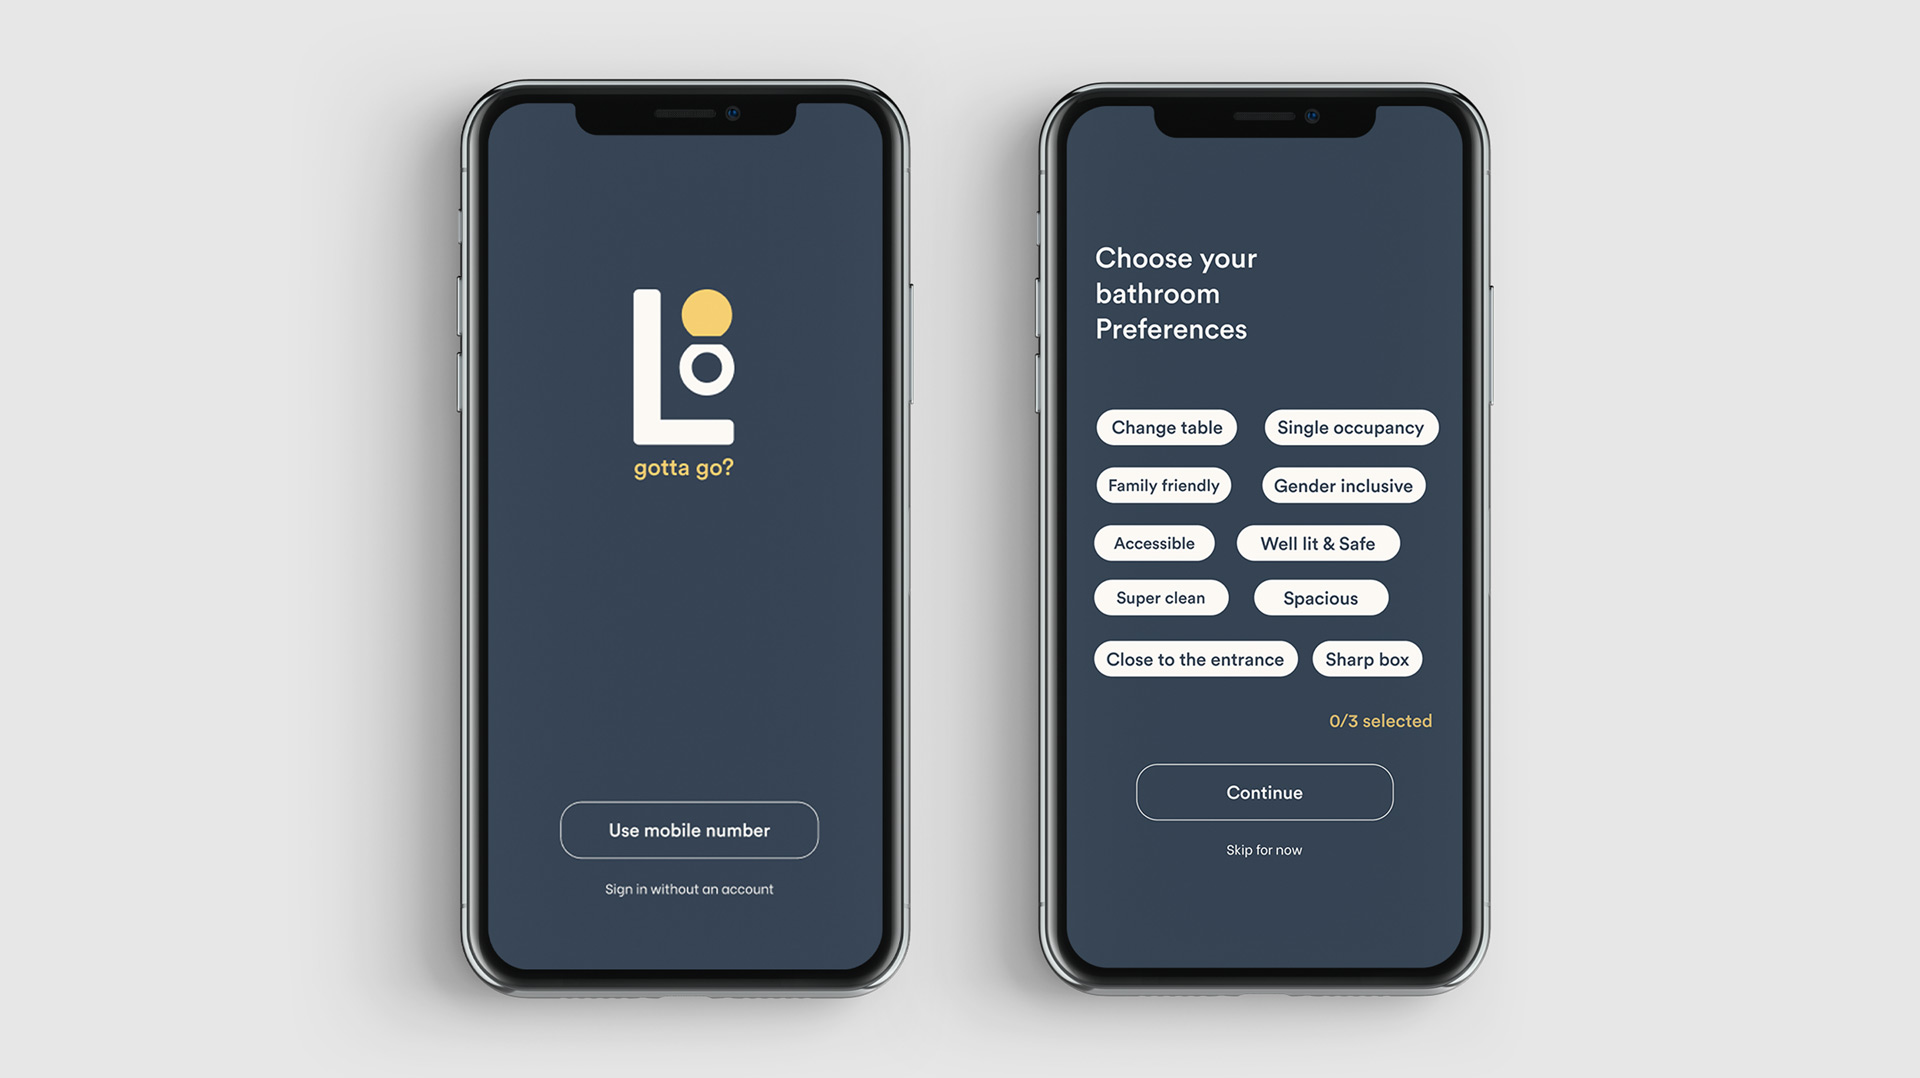 Lo
gotta go?
Use mobile number
Sign in without an account
Choose your
bathroom
Preferences
Change table
Single occupancy
Family friendly
Gender inclusive
Accessible
Well lit & Safe
Super clean
Spacious
Close to the entrance
Sharp box
0/3 selected
Continue
Skip for now